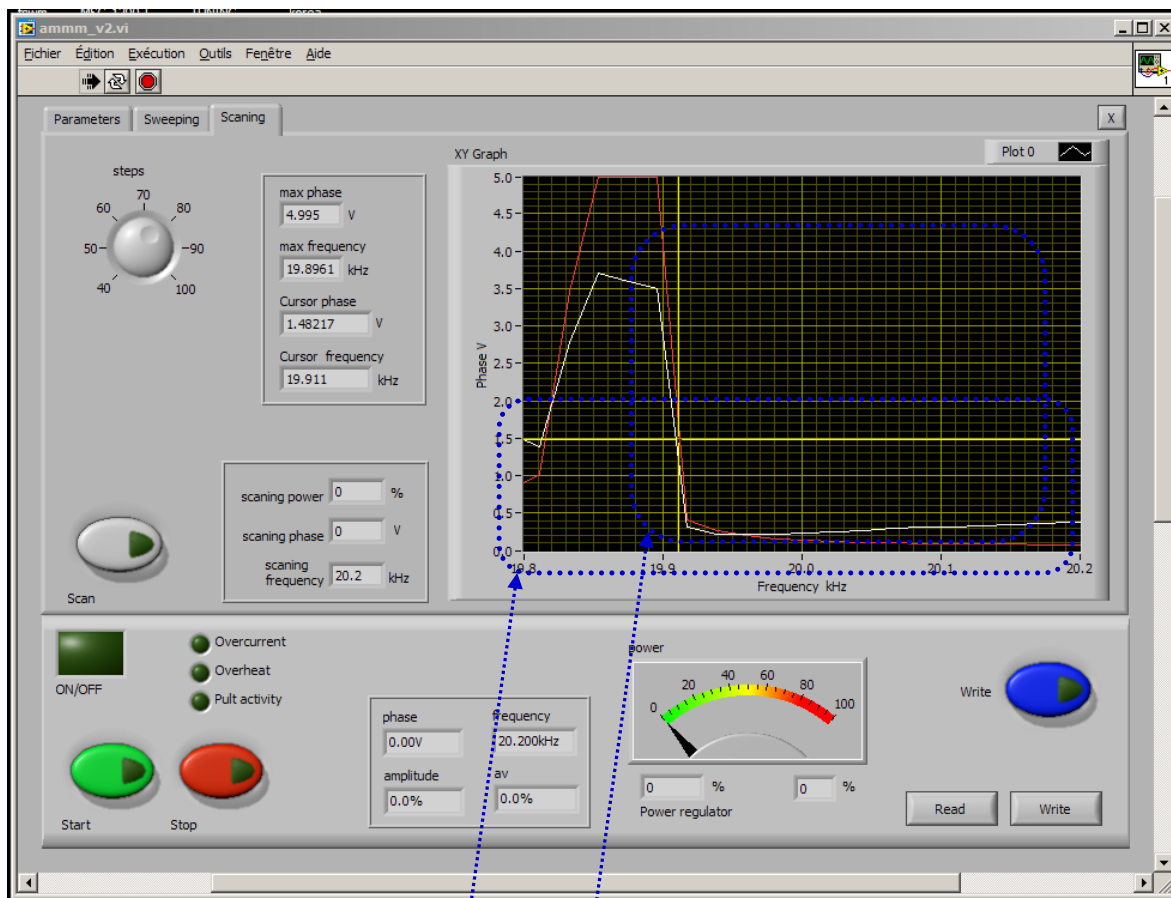 ammm_v2.vi
Fichier Édition Exécution Outils Fenêtre Aide
1
Parameters Sweeping Scaning X
XY Graph Plot 0
steps
40 50 60 70 80 90 100
max phase
4.995 V
max frequency
19.8961 kHz
Cursor phase
1.48217 V
Cursor frequency
19.911 kHz
scaning power 0 %
scaning phase 0 V
scaning
frequency 20.2 kHz
Scan
Phase V
5.0
4.5
4.0
3.5
3.0
2.5
2.0
1.5
1.0
0.5
0.0
19.8 19.9 20.0 20.1 20.2
Frequency kHz
ON/OFF
Overcurrent
Overheat
Pult activity
Start Stop
phase frequency
0.00V 20.200kHz
amplitude av
0.0% 0.0%
power
0 20 40 60 80 100
0 % 0 %
Power regulator
Write
Read Write